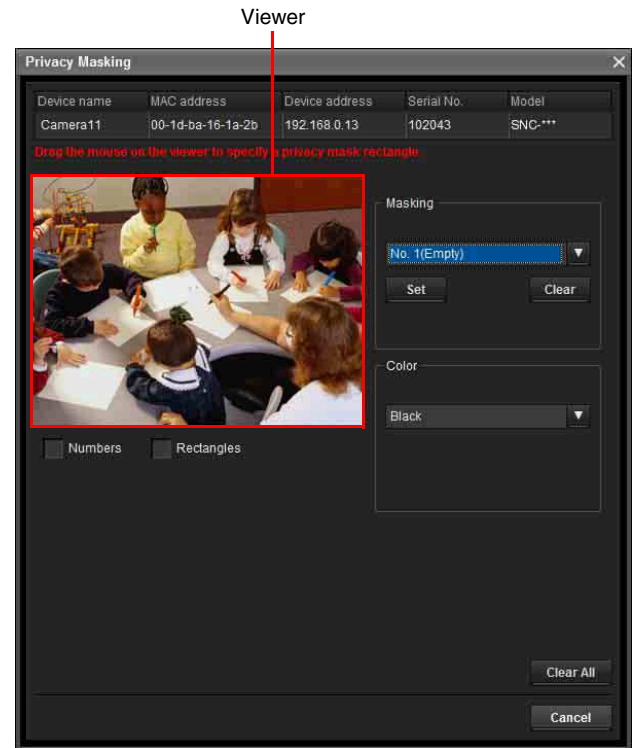 Viewer
Privacy Masking
Device name MAC address Device address Serial No. Model
Camera11 00-1d-ba-16-1a-2b 192.168.0.13 102043 SNC-***
Drag the mouse on the viewer to specify a privacy mask rectangle.
Masking
No. 1(Empty)
Set Clear
Color
Black
Numbers Rectangles
Clear All
Cancel